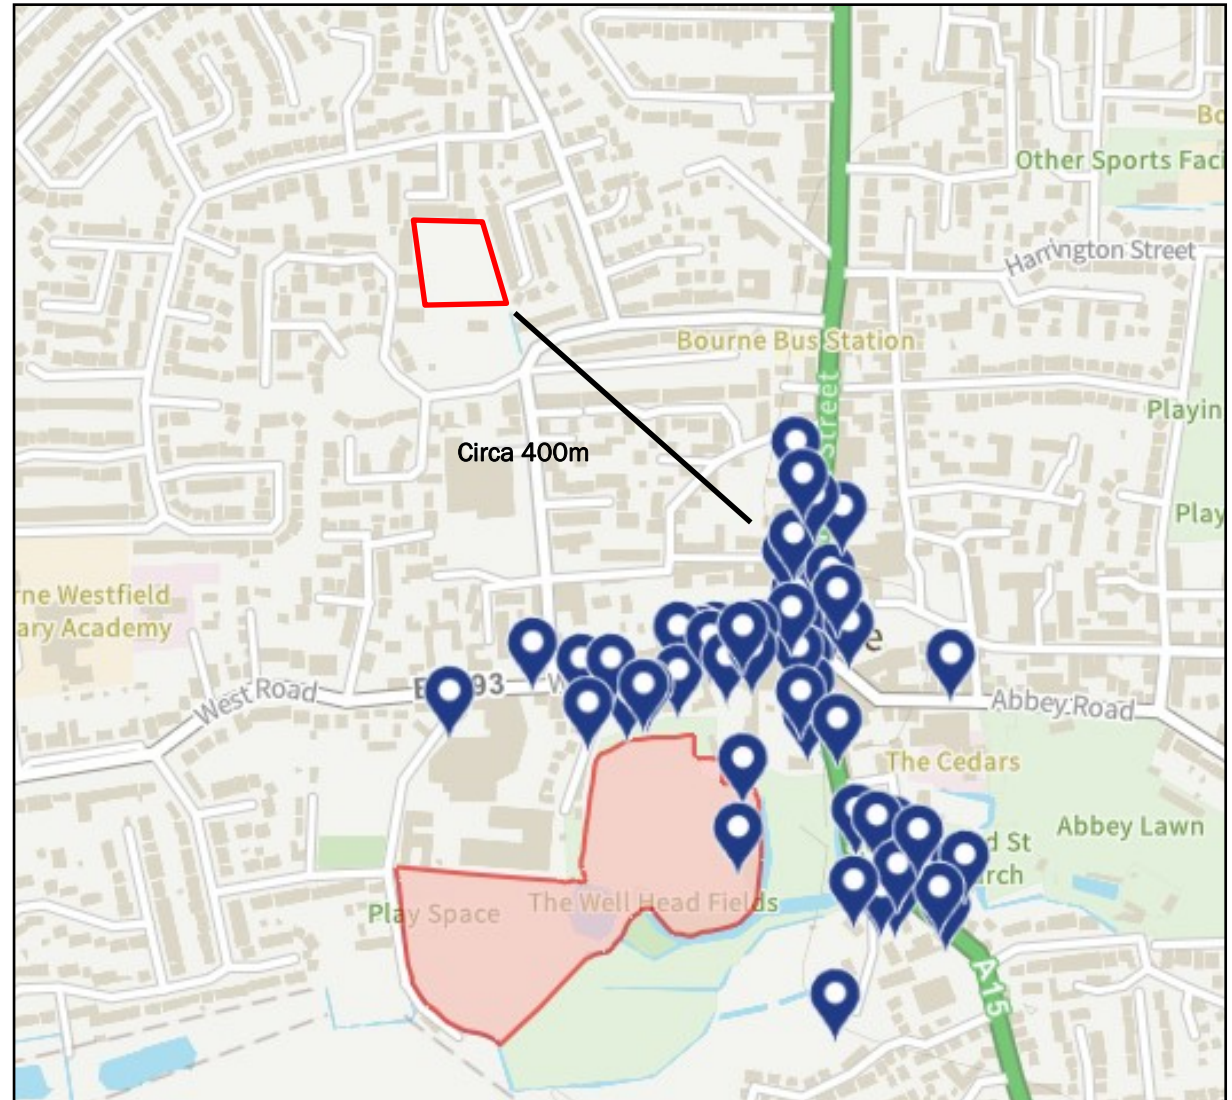 Bo
Other Sports Faci
Harrington Street
Bourne Bus Station
Street
Playin
Circa 400m
Play
rne Westfield
ary Academy
e
93
West Road
Abbey Road
The Cedars
Abbey Lawn
d St
rch
The Well Head Fields
Play Space
A15